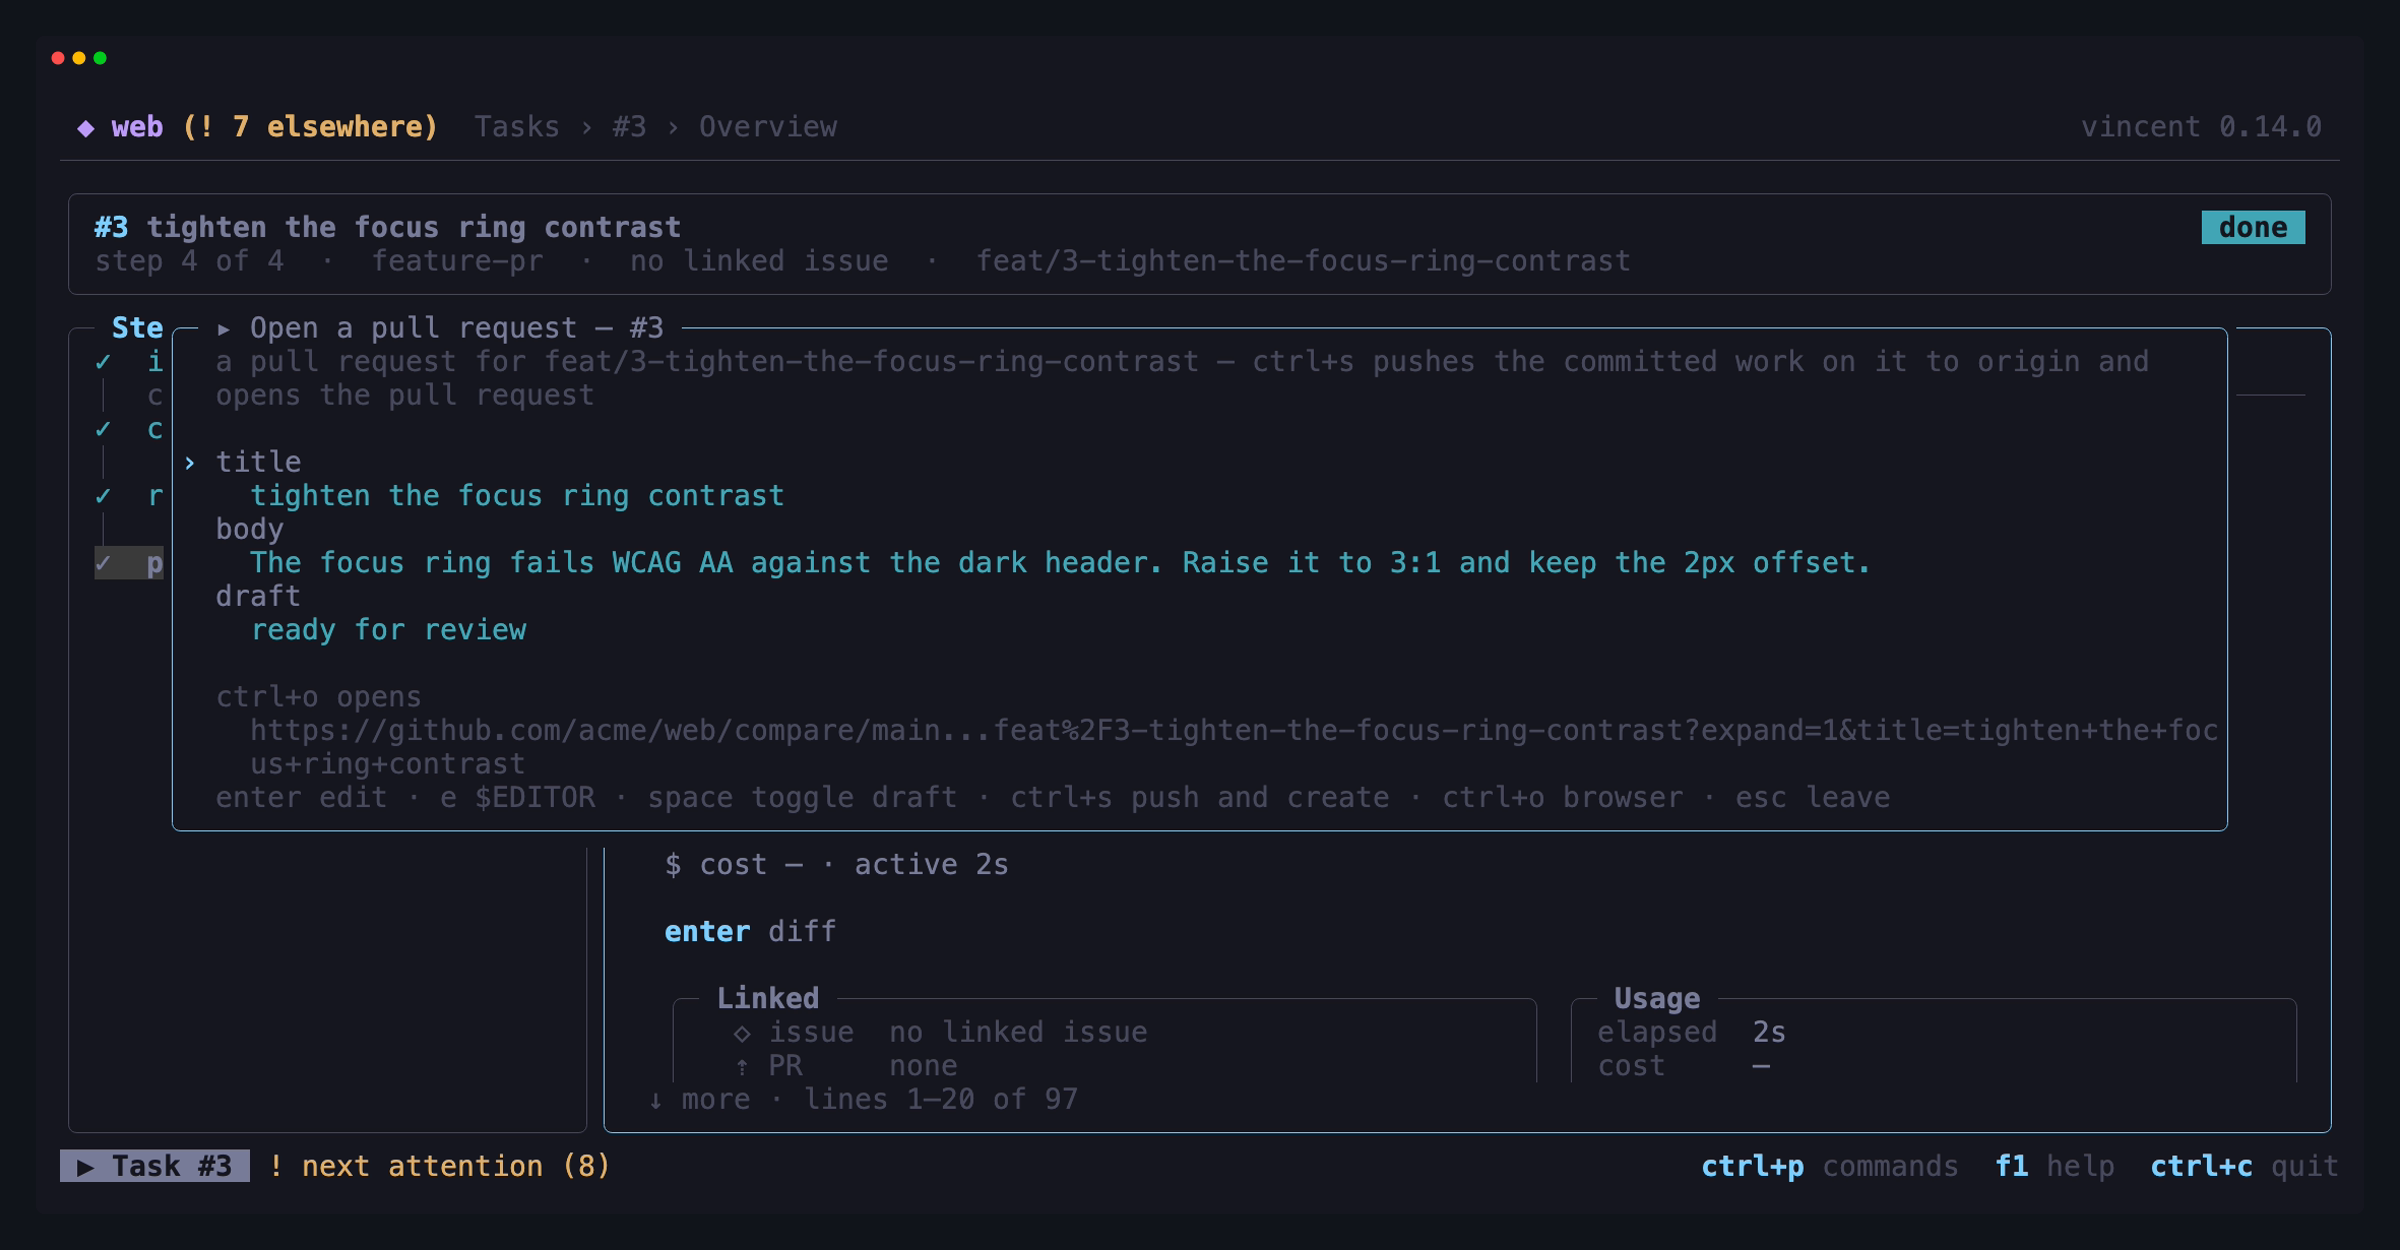 ◆ web (! 7 elsewhere)  Tasks › #3 › Overview  vincent 0.14.0
#3 tighten the focus ring contrast  done
step 4 of 4 · feature-pr · no linked issue · feat/3-tighten-the-focus-ring-contrast
Ste
▸ Open a pull request — #3
✓ i
a pull request for feat/3-tighten-the-focus-ring-contrast — ctrl+s pushes the committed work on it to origin and
c
opens the pull request
✓ c
› title
✓ r
tighten the focus ring contrast
body
✓ p
The focus ring fails WCAG AA against the dark header. Raise it to 3:1 and keep the 2px offset.
draft
ready for review
ctrl+o opens
https://github.com/acme/web/compare/main...feat%2F3-tighten-the-focus-ring-contrast?expand=1&title=tighten+the+foc
us+ring+contrast
enter edit · e $EDITOR · space toggle draft · ctrl+s push and create · ctrl+o browser · esc leave
$ cost — · active 2s
enter diff
Linked
◇ issue  no linked issue
⇡ PR  none
Usage
elapsed  2s
cost  —
↓ more · lines 1–20 of 97
▶ Task #3  ! next attention (8)  ctrl+p commands  f1 help  ctrl+c quit